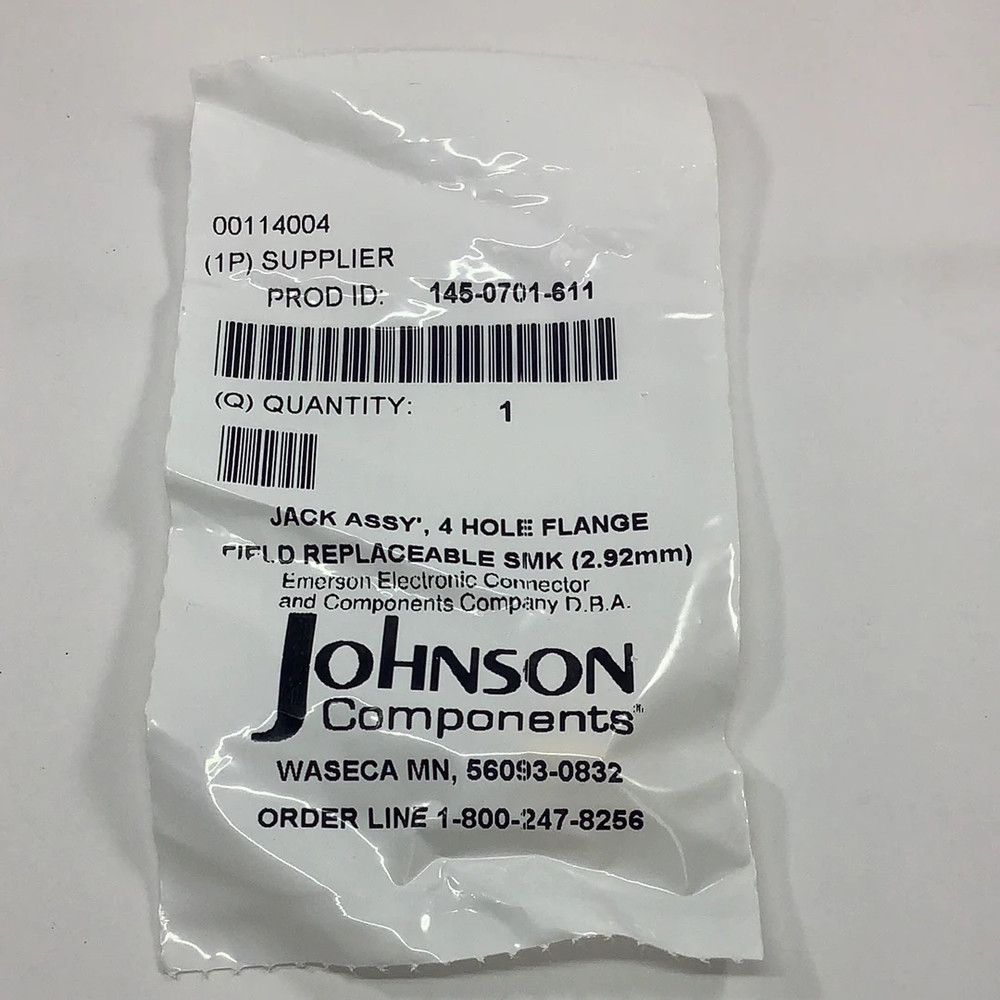 00114004
(1P) SUPPLIER
PROD ID: 145-0701-611
(Q) QUANTITY: 1
JACK ASSY', 4 HOLE FLANGE
FIELD REPLACEABLE SMK (2.92mm)
Emerson Electronic Connector
and Components Company D.B.A.
JOHNSON
Components℠
WASECA MN, 56093-0832
ORDER LINE 1-800-247-8256